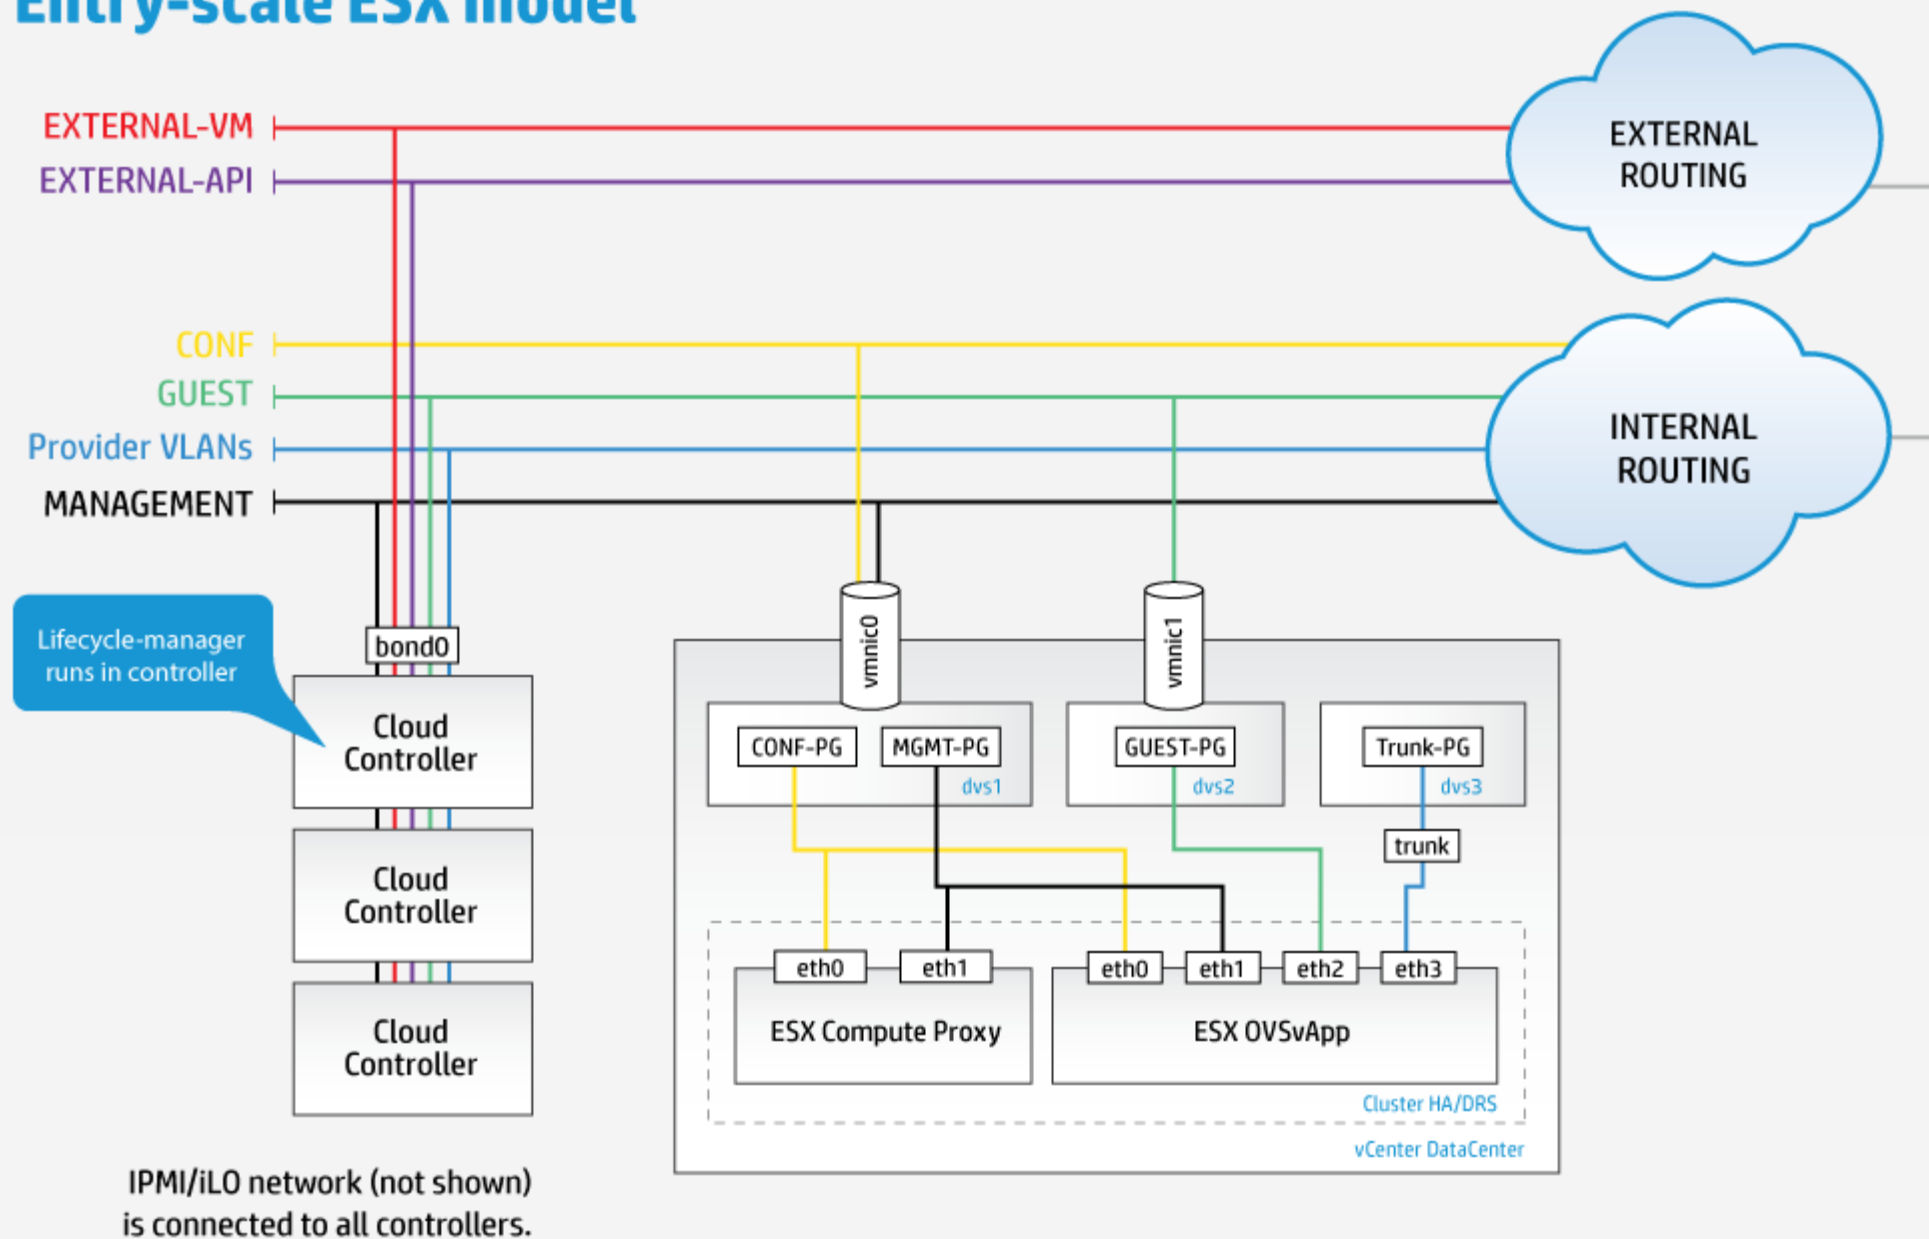 Entry-scale ESX model
EXTERNAL-VM
EXTERNAL-API
EXTERNAL
ROUTING
CONF
GUEST
Provider VLANs
MANAGEMENT
INTERNAL
ROUTING
Lifecycle-manager
runs in controller
bond0
Cloud
Controller
Cloud
Controller
Cloud
Controller
IPMI/iLO network (not shown)
is connected to all controllers.
vmnic0
vmnic1
CONF-PG
MGMT-PG
dvs1
GUEST-PG
dvs2
Trunk-PG
dvs3
trunk
eth0
eth1
ESX Compute Proxy
eth0
eth1
eth2
eth3
ESX OVSvApp
Cluster HA/DRS
vCenter DataCenter